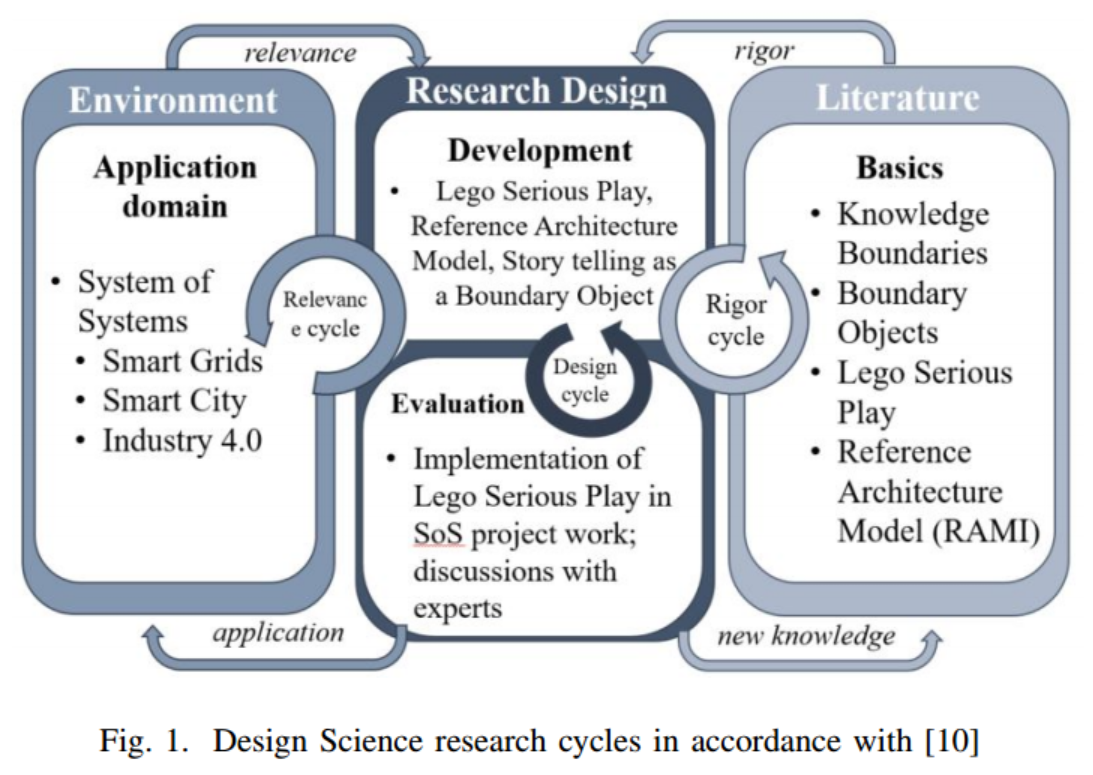 relevance
rigor
Environment
Research Design
Literature
Application
domain
• System of
Systems
• Smart Grids
• Smart City
• Industry 4.0
Relevanc
e cycle
Development
• Lego Serious Play,
Reference Architecture
Model, Story telling as
a Boundary Object
Design
cycle
Evaluation
• Implementation of
Lego Serious Play in
SoS project work;
discussions with
experts
Rigor
cycle
Basics
• Knowledge
Boundaries
• Boundary
Objects
• Lego Serious
Play
• Reference
Architecture
Model (RAMI)
application
new knowledge
Fig. 1. Design Science research cycles in accordance with [10]